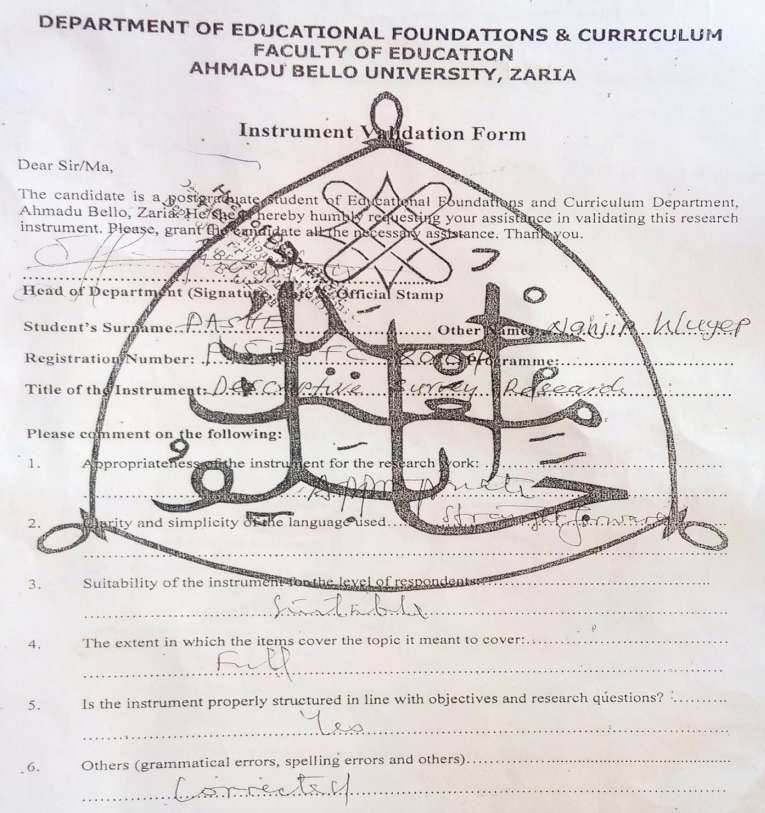 DEPARTMENT OF EDUCATIONAL FOUNDATIONS & CURRICULUM
FACULTY OF EDUCATION
AHMADU BELLO UNIVERSITY, ZARIA
Instrument Validation Form
Dear Sir/Ma,
The candidate is a postgraduate student of Educational Foundations and Curriculum Department,
Ahmadu Bello, Zaria. He/she is hereby humbly requesting your assistance in validating this research
instrument. Please, grant the candidate all the necessary assistance. Thank you.
Head of Department (Signature, Date & Official Stamp
Student's Surname. Other Names:
Registration Number: Programme:
Title of the Instrument: Descriptive Survey Research
Please comment on the following:
1. Appropriateness of the instrument for the research work:
Appropriate
2. Clarity and simplicity of the language used... Straight forward
3. Suitability of the instrument for the level of respondents:
Suitable
4. The extent in which the items cover the topic it meant to cover:
Full
5. Is the instrument properly structured in line with objectives and research questions?
Yes
6. Others (grammatical errors, spelling errors and others)
Corrected